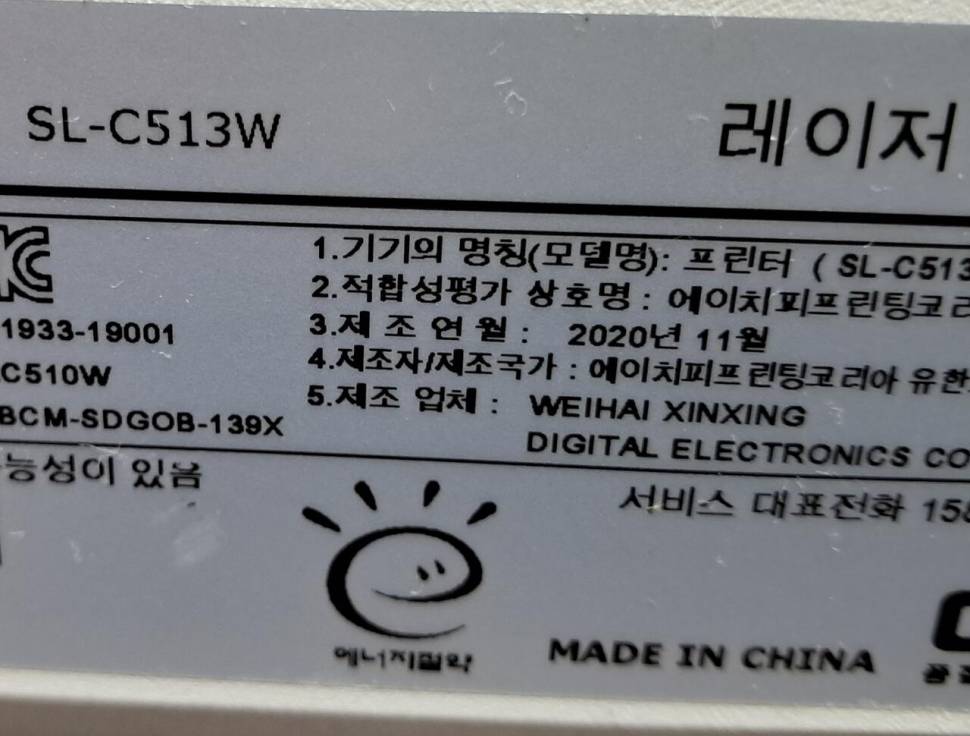 SL-C513W 레이저
1933-19001
C510W
BCM-SDGOB-139X
1.기기의 명칭(모델명): 프린터 ( SL-C513
2.적합성평가 상호명 : 에이치피프린팅코리
3.제 조 연 월 : 2020년 11월
4.제조자/제조국가 : 에이치피프린팅코리아 유한
5.제조 업체 : WEIHAI XINXING
DIGITAL ELECTRONICS CO
능성이 있음
서비스 대표전화 158
에너지절약
MADE IN CHINA